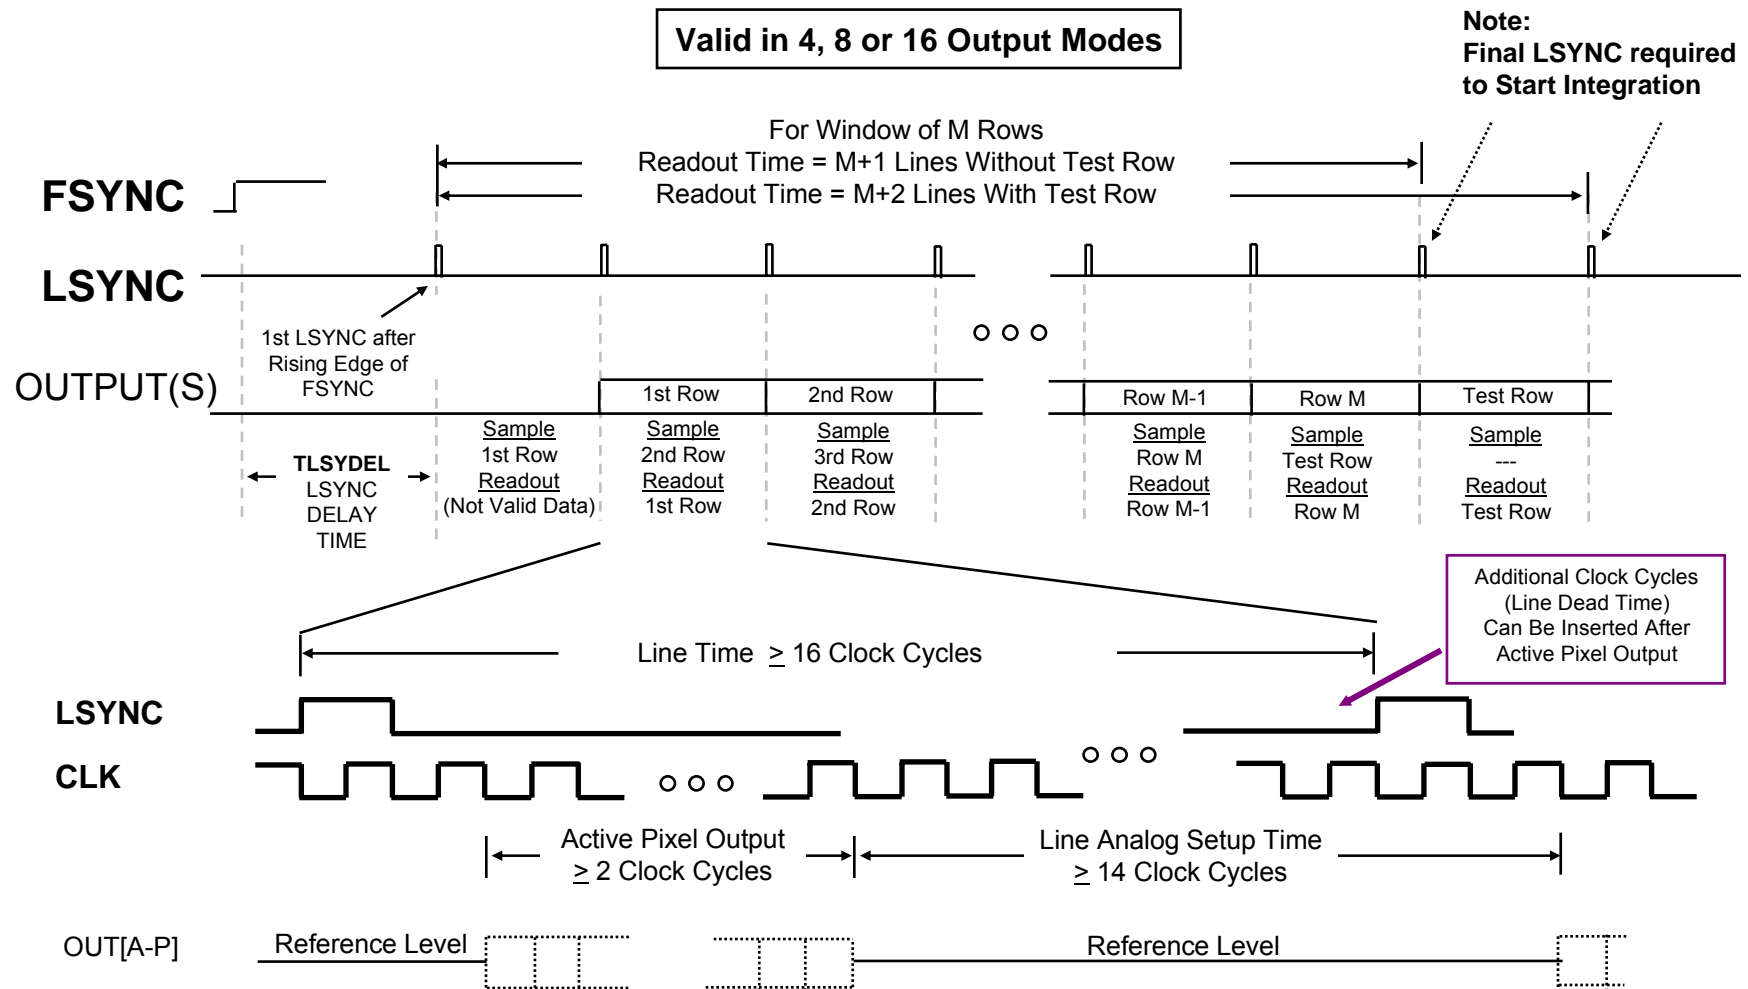 Valid in 4, 8 or 16 Output Modes
Note:
Final LSYNC required
to Start Integration
For Window of M Rows
Readout Time = M+1 Lines Without Test Row
Readout Time = M+2 Lines With Test Row
FSYNC
LSYNC
1st LSYNC after
Rising Edge of
FSYNC
OUTPUT(S)
1st Row
2nd Row
Row M-1
Row M
Test Row
TLSYDEL
LSYNC
DELAY
TIME
Sample
1st Row
Readout
(Not Valid Data)
Sample
2nd Row
Readout
1st Row
Sample
3rd Row
Readout
2nd Row
Sample
Row M
Readout
Row M-1
Sample
Test Row
Readout
Row M
Sample
---
Readout
Test Row
Additional Clock Cycles
(Line Dead Time)
Can Be Inserted After
Active Pixel Output
Line Time ≥ 16 Clock Cycles
LSYNC
CLK
Active Pixel Output
≥ 2 Clock Cycles
Line Analog Setup Time
≥ 14 Clock Cycles
OUT[A-P]
Reference Level
Reference Level